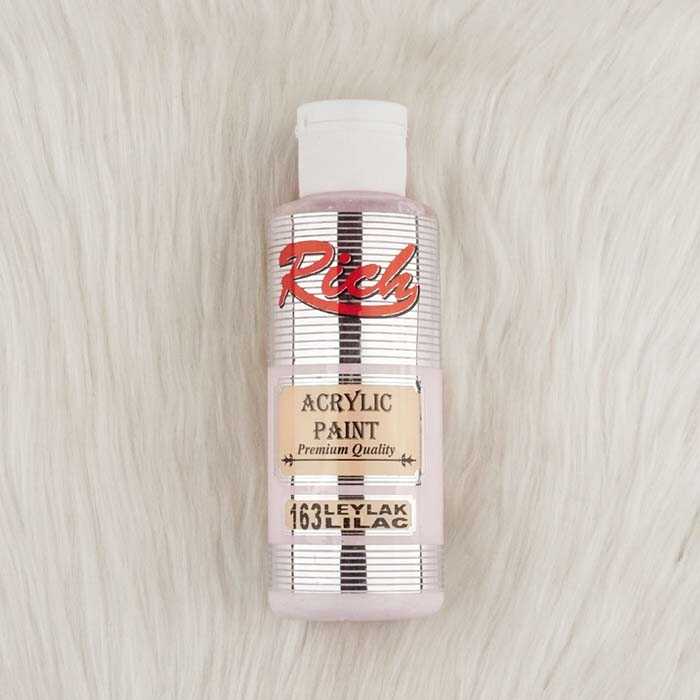 Rich
ACRYLIC
PAINT
Premium Quality
163 LEYLAK
LILAC